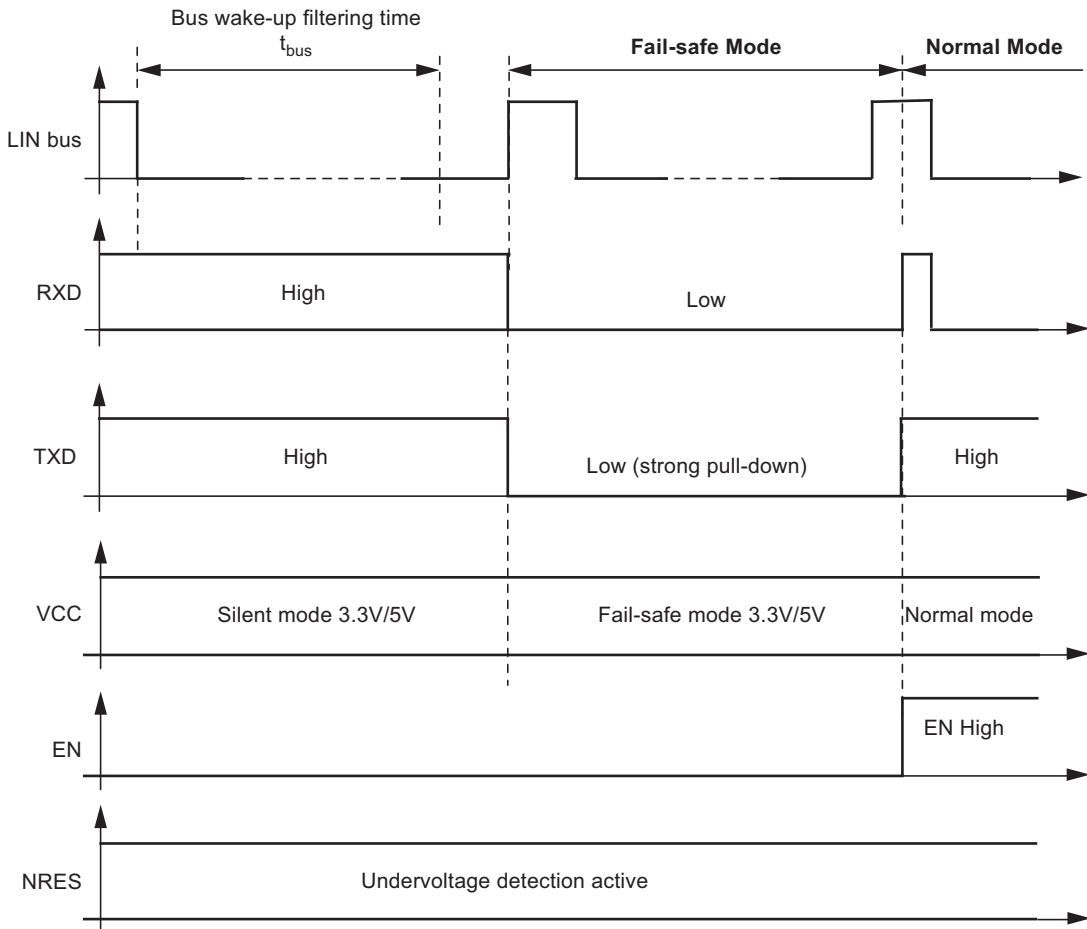 Bus wake-up filtering time
tbus
Fail-safe Mode
Normal Mode
LIN bus
RXD
High
Low
TXD
High
Low (strong pull-down)
High
VCC
Silent mode 3.3V/5V
Fail-safe mode 3.3V/5V
Normal mode
EN
EN High
NRES
Undervoltage detection active